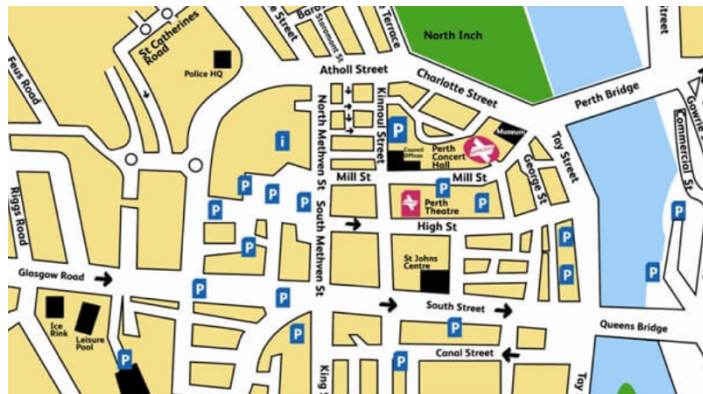 North Inch
St Catherines
Road
Police HQ
Feus Road
Atholl Street
Charlotte Street
Perth Bridge
North Methven St
Kinnoul Street
P
i
Council
Offices
Perth
Concert
Hall
Museum
Mill St
Mill St
George St
Tay Street
Commercial St
P
P
P
P
P
P
P
Perth
Theatre
High St
South Methven St
Riggs Road
P
P
P
St Johns
Centre
P
P
Glasgow Road
P
P
South Street
Queens Bridge
Ice
Rink
Leisure
Pool
P
P
P
P
Canal Street